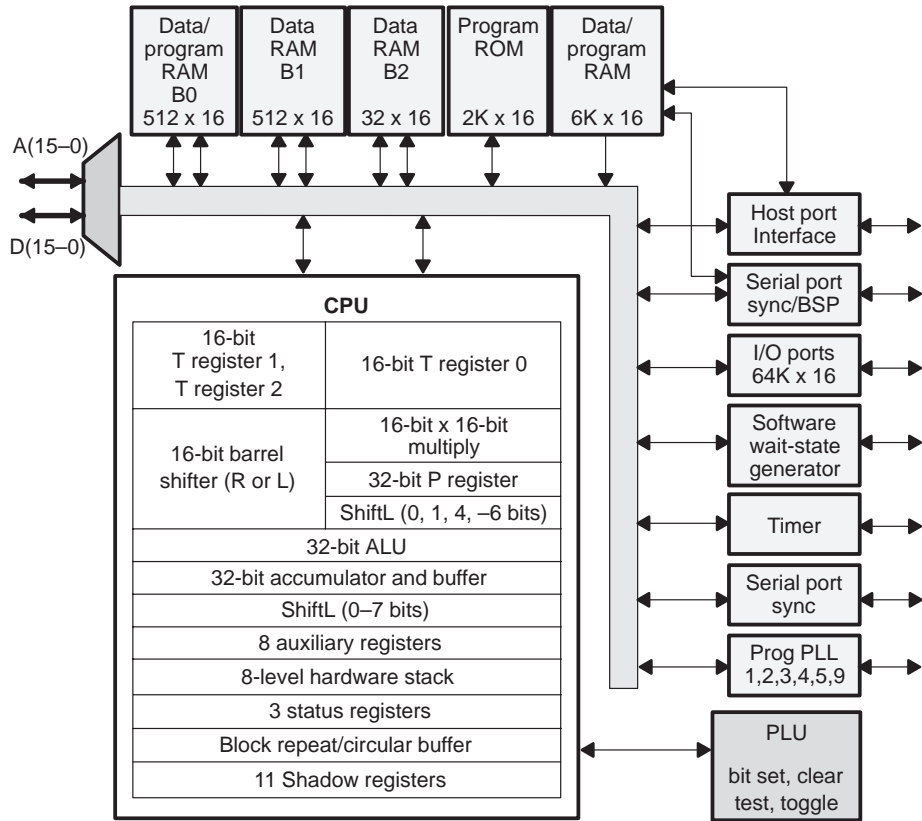 Data/
program
RAM
B0
512 x 16
Data
RAM
B1
512 x 16
Data
RAM
B2
32 x 16
Program
ROM
2K x 16
Data/
program
RAM
6K x 16
A(15–0)
D(15–0)
Host port
Interface
Serial port
sync/BSP
I/O ports
64K x 16
Software
wait-state
generator
Timer
Serial port
sync
Prog PLL
1,2,3,4,5,9
PLU
bit set, clear
test, toggle
CPU
16-bit
T register 1,
T register 2
16-bit T register 0
16-bit barrel
shifter (R or L)
16-bit x 16-bit
multiply
32-bit P register
ShiftL (0, 1, 4, –6 bits)
32-bit ALU
32-bit accumulator and buffer
ShiftL (0–7 bits)
8 auxiliary registers
8-level hardware stack
3 status registers
Block repeat/circular buffer
11 Shadow registers